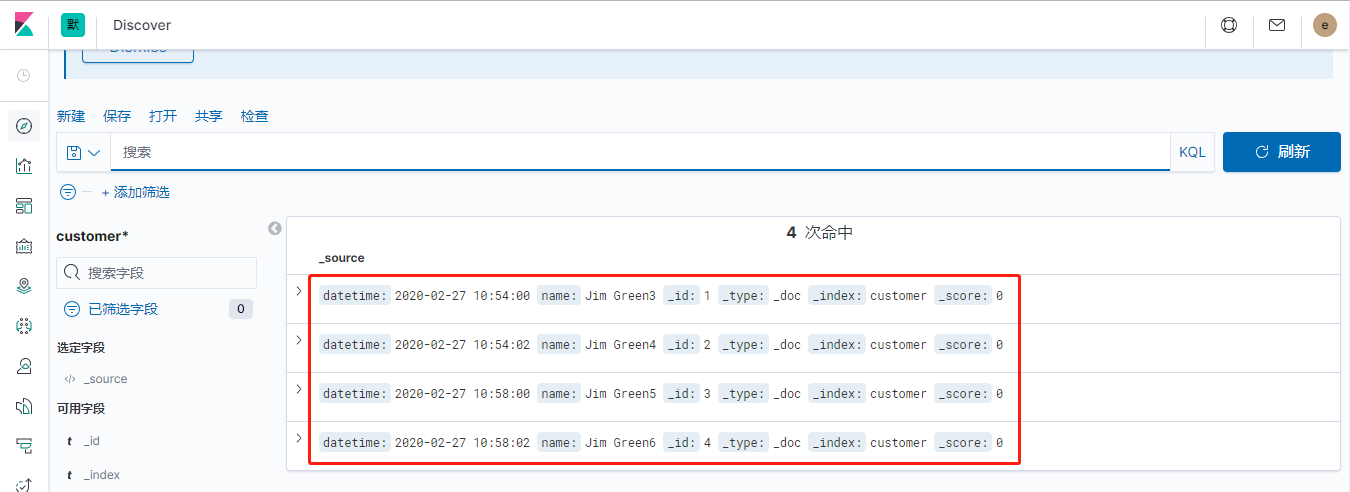 默 Discover e
Dismiss
新建 保存 打开 共享 检查
搜索 KQL 刷新
+ 添加筛选
customer*
搜索字段
已筛选字段 0
选定字段
</> _source
可用字段
t _id
t _index
4 次命中
_source
datetime: 2020-02-27 10:54:00 name: Jim Green3 _id: 1 _type: _doc _index: customer _score: 0
datetime: 2020-02-27 10:54:02 name: Jim Green4 _id: 2 _type: _doc _index: customer _score: 0
datetime: 2020-02-27 10:58:00 name: Jim Green5 _id: 3 _type: _doc _index: customer _score: 0
datetime: 2020-02-27 10:58:02 name: Jim Green6 _id: 4 _type: _doc _index: customer _score: 0